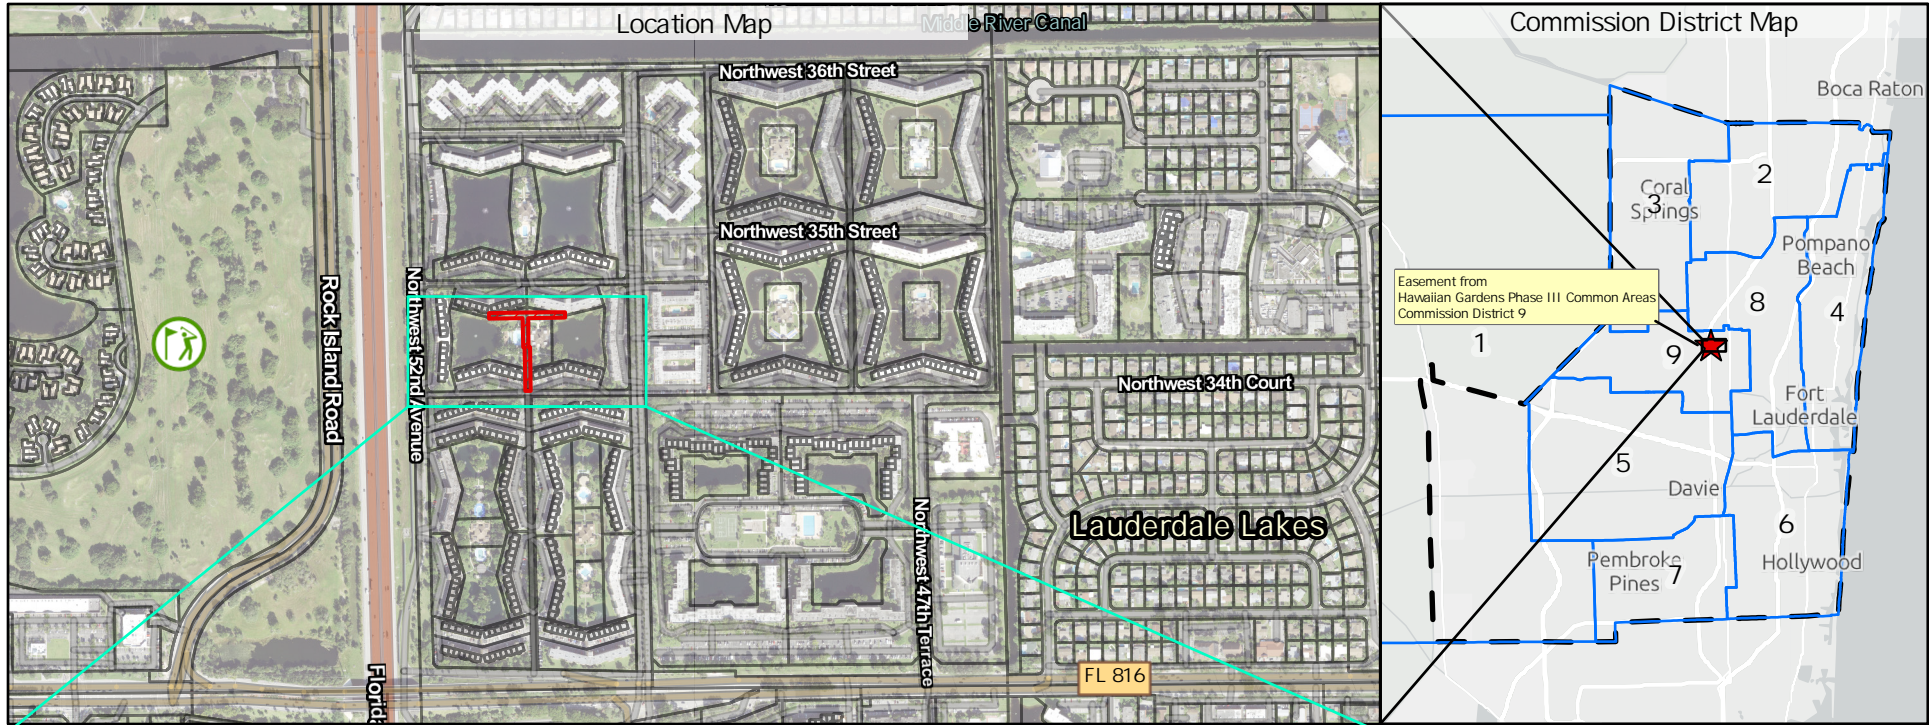 Location Map
Middle River Canal
Northwest 36th Street
Northwest 35th Street
Rock Island Road
Northwest 52nd Avenue
Northwest 34th Court
Lauderdale Lakes
Northwest 47th Terrace
FL 816
Commission District Map
Boca Raton
2
Coral
3
Springs
Pompano
Beach
Easement from
Hawaiian Gardens Phase III Common Areas
Commission District 9
8
4
1
9
Fort
Lauderdale
5
Davie
6
Pembroke
Pines
7
Hollywood